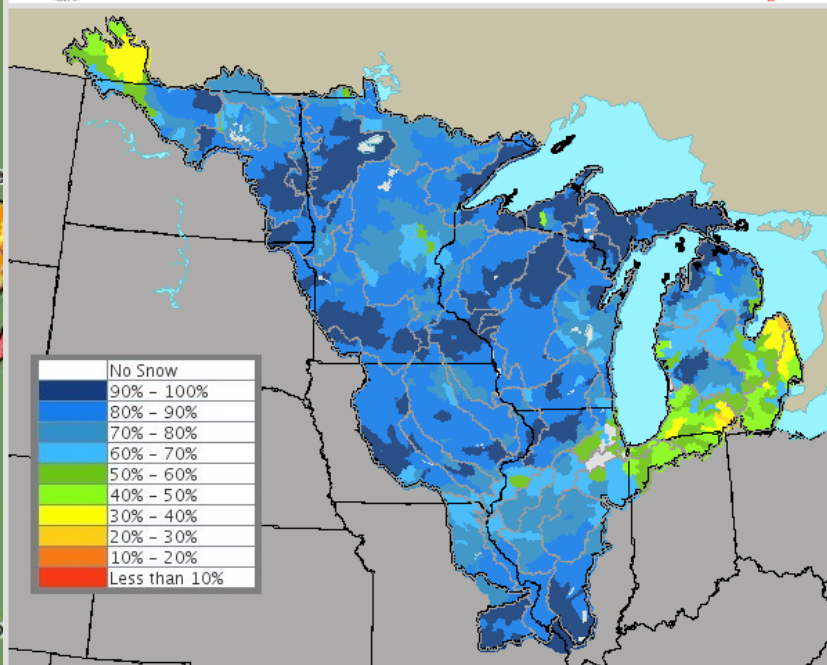 No Snow
90% - 100%
80% - 90%
70% - 80%
60% - 70%
50% - 60%
40% - 50%
30% - 40%
20% - 30%
10% - 20%
Less than 10%